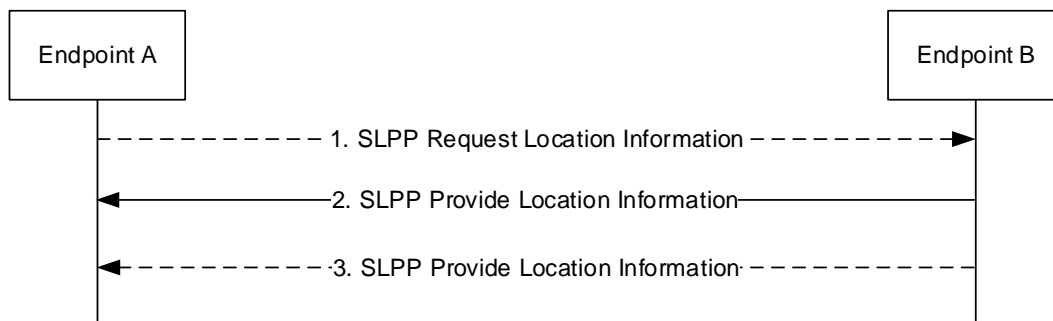 Endpoint A
Endpoint B
1. SLPP Request Location Information
2. SLPP Provide Location Information
3. SLPP Provide Location Information